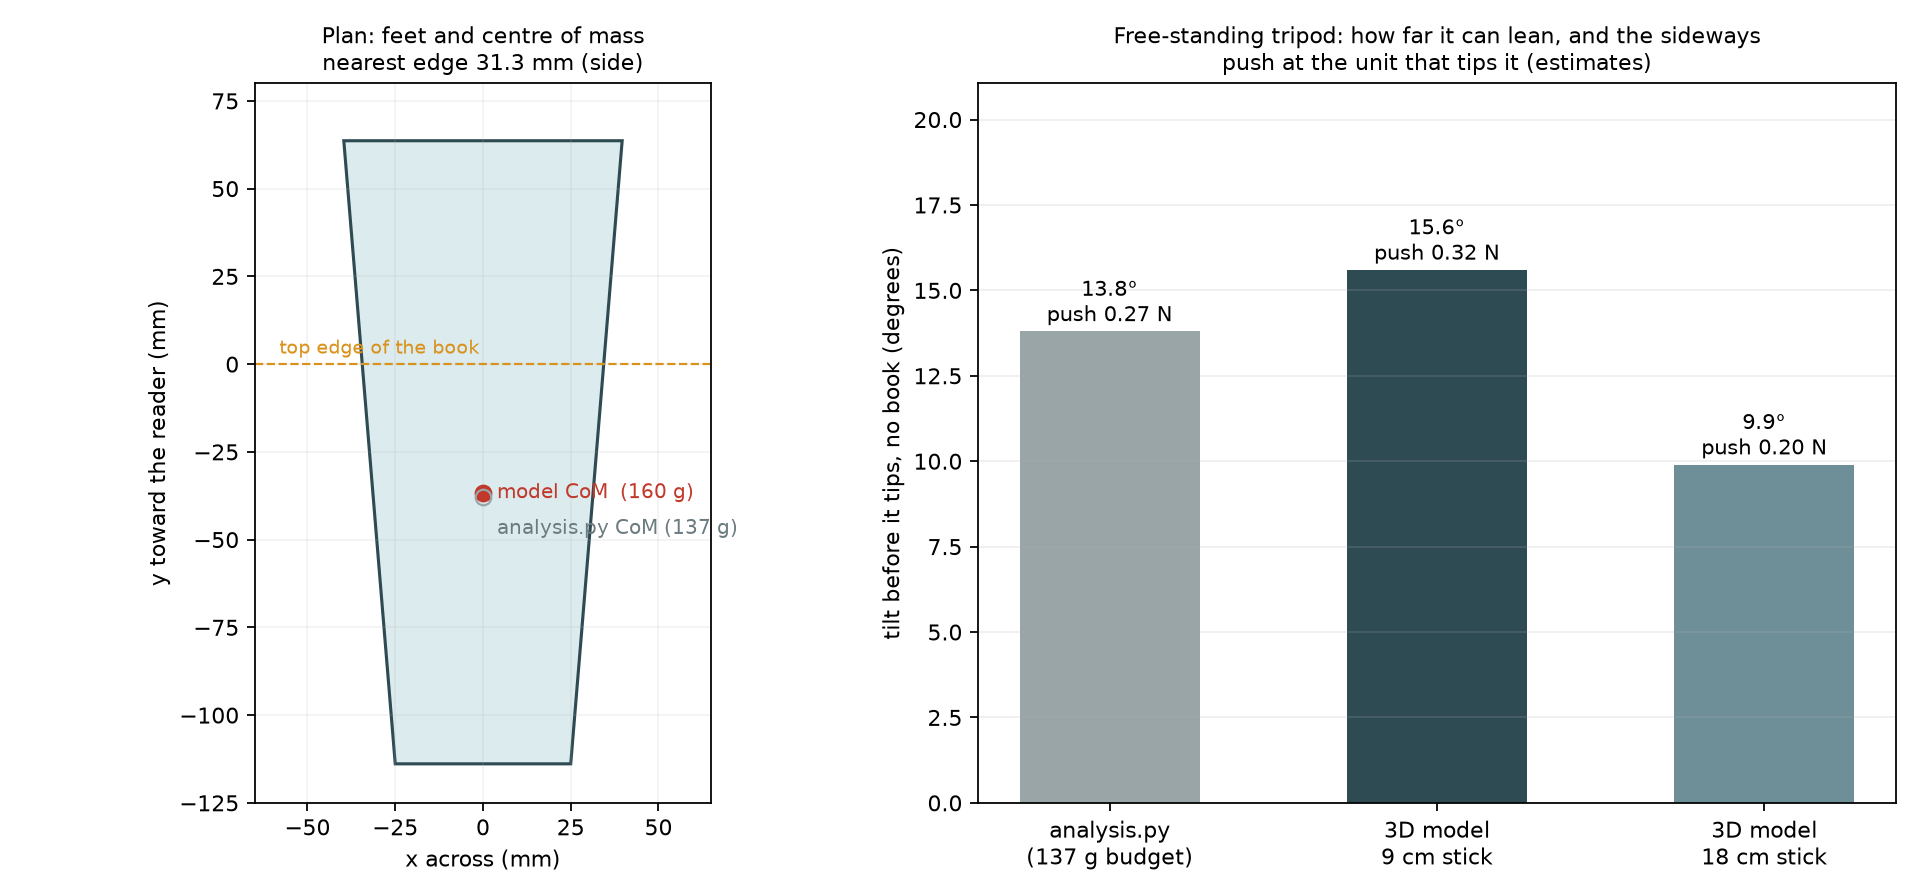 Plan: feet and centre of mass
nearest edge 31.3 mm (side)
75
50
25
0
−25
−50
−75
−100
−125
y toward the reader (mm)
top edge of the book
model CoM (160 g)
analysis.py CoM (137 g)
−50
−25
0
25
50
x across (mm)
Free-standing tripod: how far it can lean, and the sideways
push at the unit that tips it (estimates)
20.0
17.5
15.0
12.5
10.0
7.5
5.0
2.5
0.0
tilt before it tips, no book (degrees)
13.8°
push 0.27 N
15.6°
push 0.32 N
9.9°
push 0.20 N
analysis.py
(137 g budget)
3D model
9 cm stick
3D model
18 cm stick